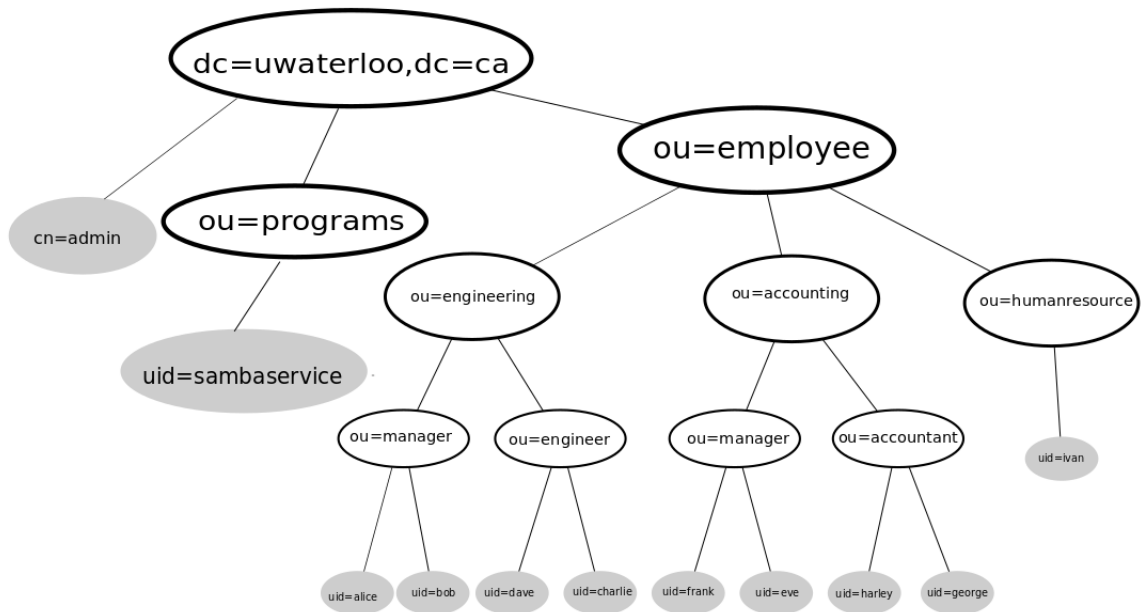 dc=uwaterloo,dc=ca
ou=employee
cn=admin
ou=programs
ou=engineering
ou=accounting
ou=humanresource
uid=sambaservice
ou=manager
ou=engineer
ou=manager
ou=accountant
uid=ivan
uid=alice
uid=bob
uid=dave
uid=charlie
uid=frank
uid=eve
uid=harley
uid=george